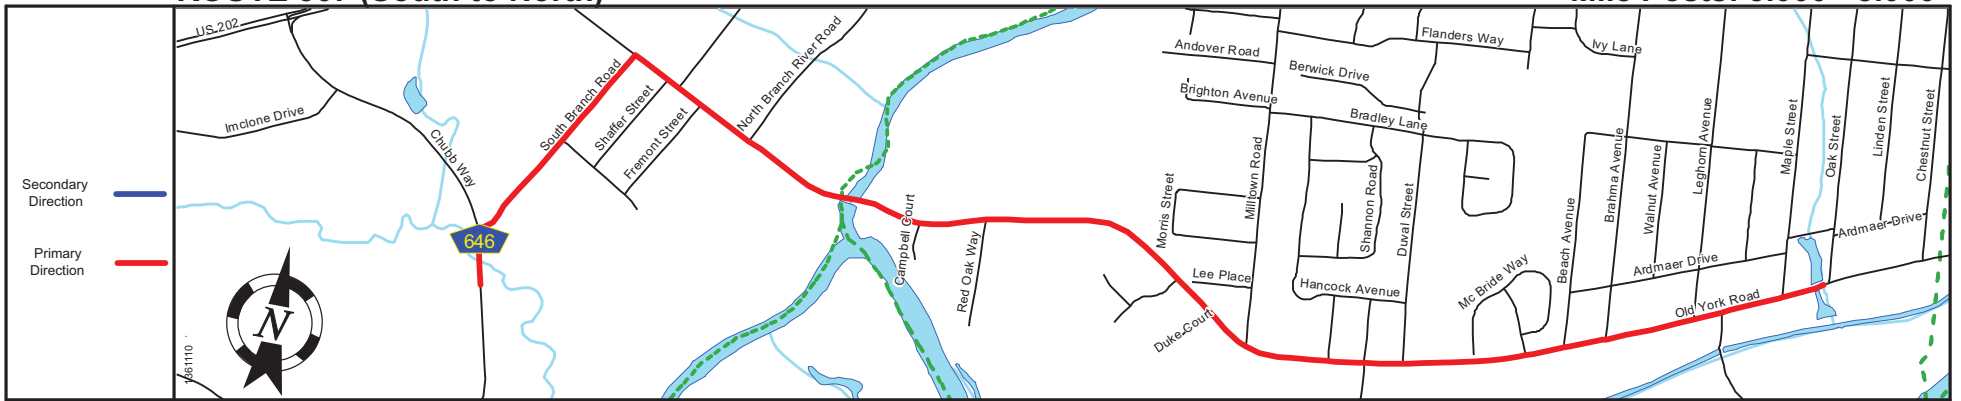 US 202
Imclone Drive
Chubb Way
South Branch Road
Shaffer Street
Fremont Street
North Branch River Road
Secondary
Direction
Primary
Direction
646
N
1361110
Campbell Court
Red Oak Way
Andover Road
Brighton Avenue
Berwick Drive
Flanders Way
Ivy Lane
Bradley Lane
Morris Street
Milltown Road
Shannon Road
Duval Street
Lee Place
Hancock Avenue
Duke Court
Mc Bride Way
Beach Avenue
Brahma Avenue
Walnut Avenue
Leghorn Avenue
Maple Street
Oak Street
Linden Street
Chestnut Street
Ardmaer Drive
Ardmaer Drive
Old York Road